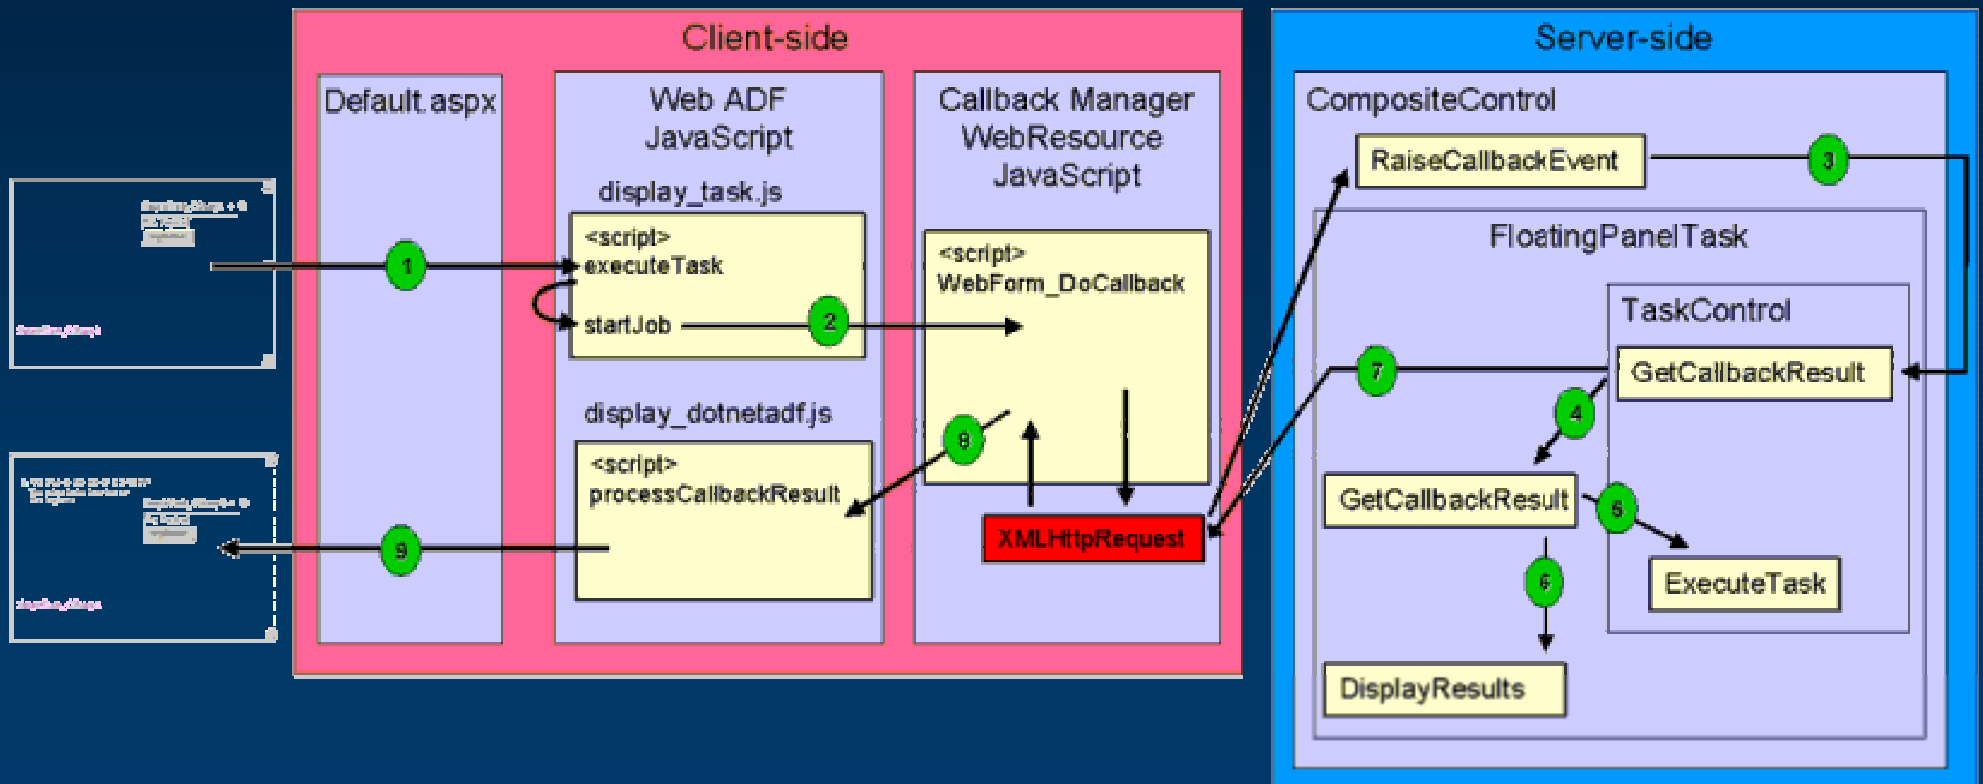 Client-side
Default.aspx
Web ADF
JavaScript
display_task.js
<script>
executeTask
startJob
display_dotnetadf.js
<script>
processCallbackResult
Callback Manager
WebResource
JavaScript
<script>
WebForm_DoCallback
XMLHttpRequest
Server-side
CompositeControl
RaiseCallbackEvent
FloatingPanelTask
TaskControl
GetCallbackResult
GetCallbackResult
ExecuteTask
DisplayResults
1
2
3
4
5
6
7
8
9